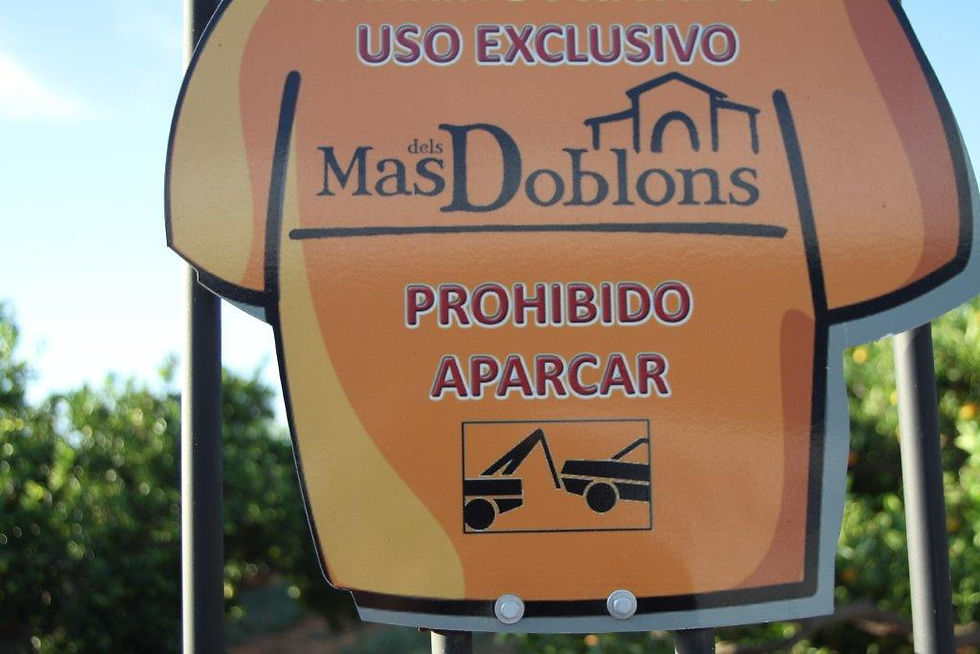 USO EXCLUSIVO
Mas dels Doblons
PROHIBIDO
APARCAR